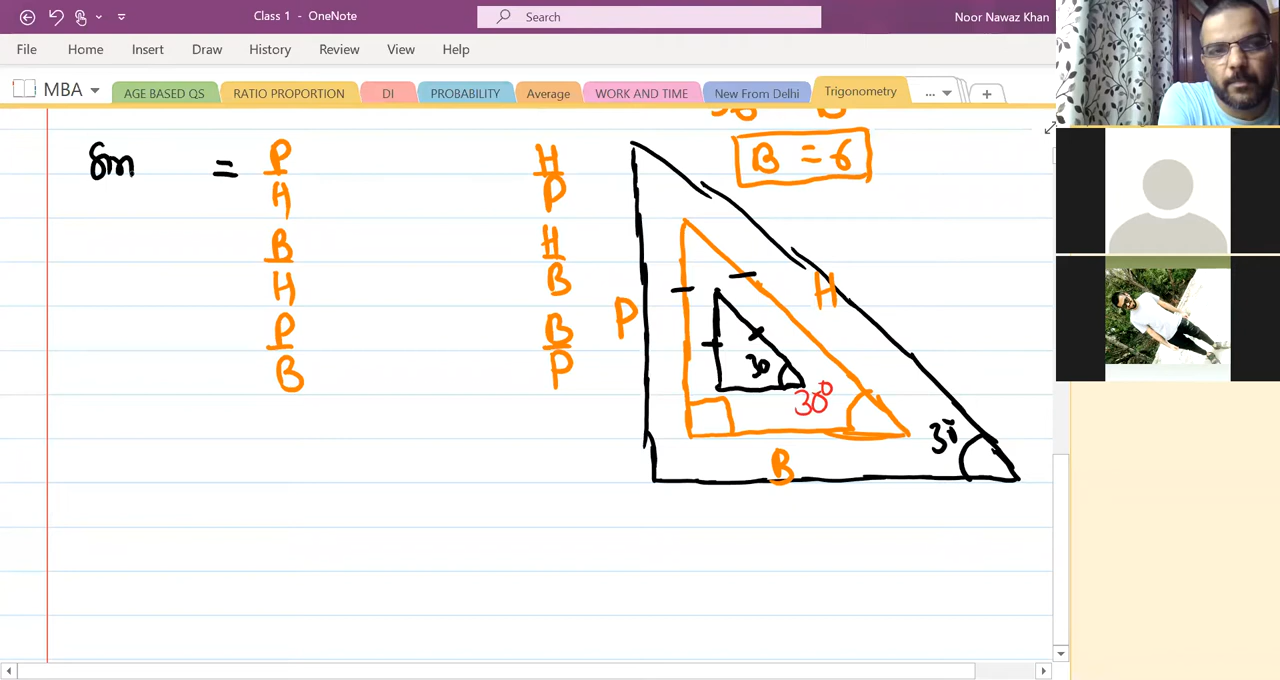 Class 1 - OneNote
Search
Noor Nawaz Khan
File Home Insert Draw History Review View Help
MBA
AGE BASED QS RATIO PROPORTION DI PROBABILITY Average WORK AND TIME New From Delhi Trigonometry ...
B = 6
Sin = P/H
H/P
B/H
H/B
P/B
B/P
P
H
B
30
30°
30